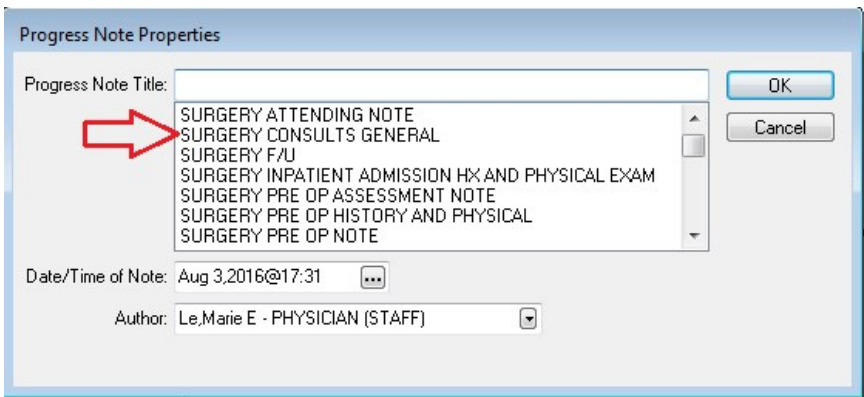 Progress Note Properties
Progress Note Title:
OK
SURGERY ATTENDING NOTE
Cancel
SURGERY CONSULTS GENERAL
SURGERY F/U
SURGERY INPATIENT ADMISSION HX AND PHYSICAL EXAM
SURGERY PRE OP ASSESSMENT NOTE
SURGERY PRE OP HISTORY AND PHYSICAL
SURGERY PRE OP NOTE
Date/Time of Note: Aug 3,2016@17:31 ...
Author: Le,Marie E - PHYSICIAN (STAFF)